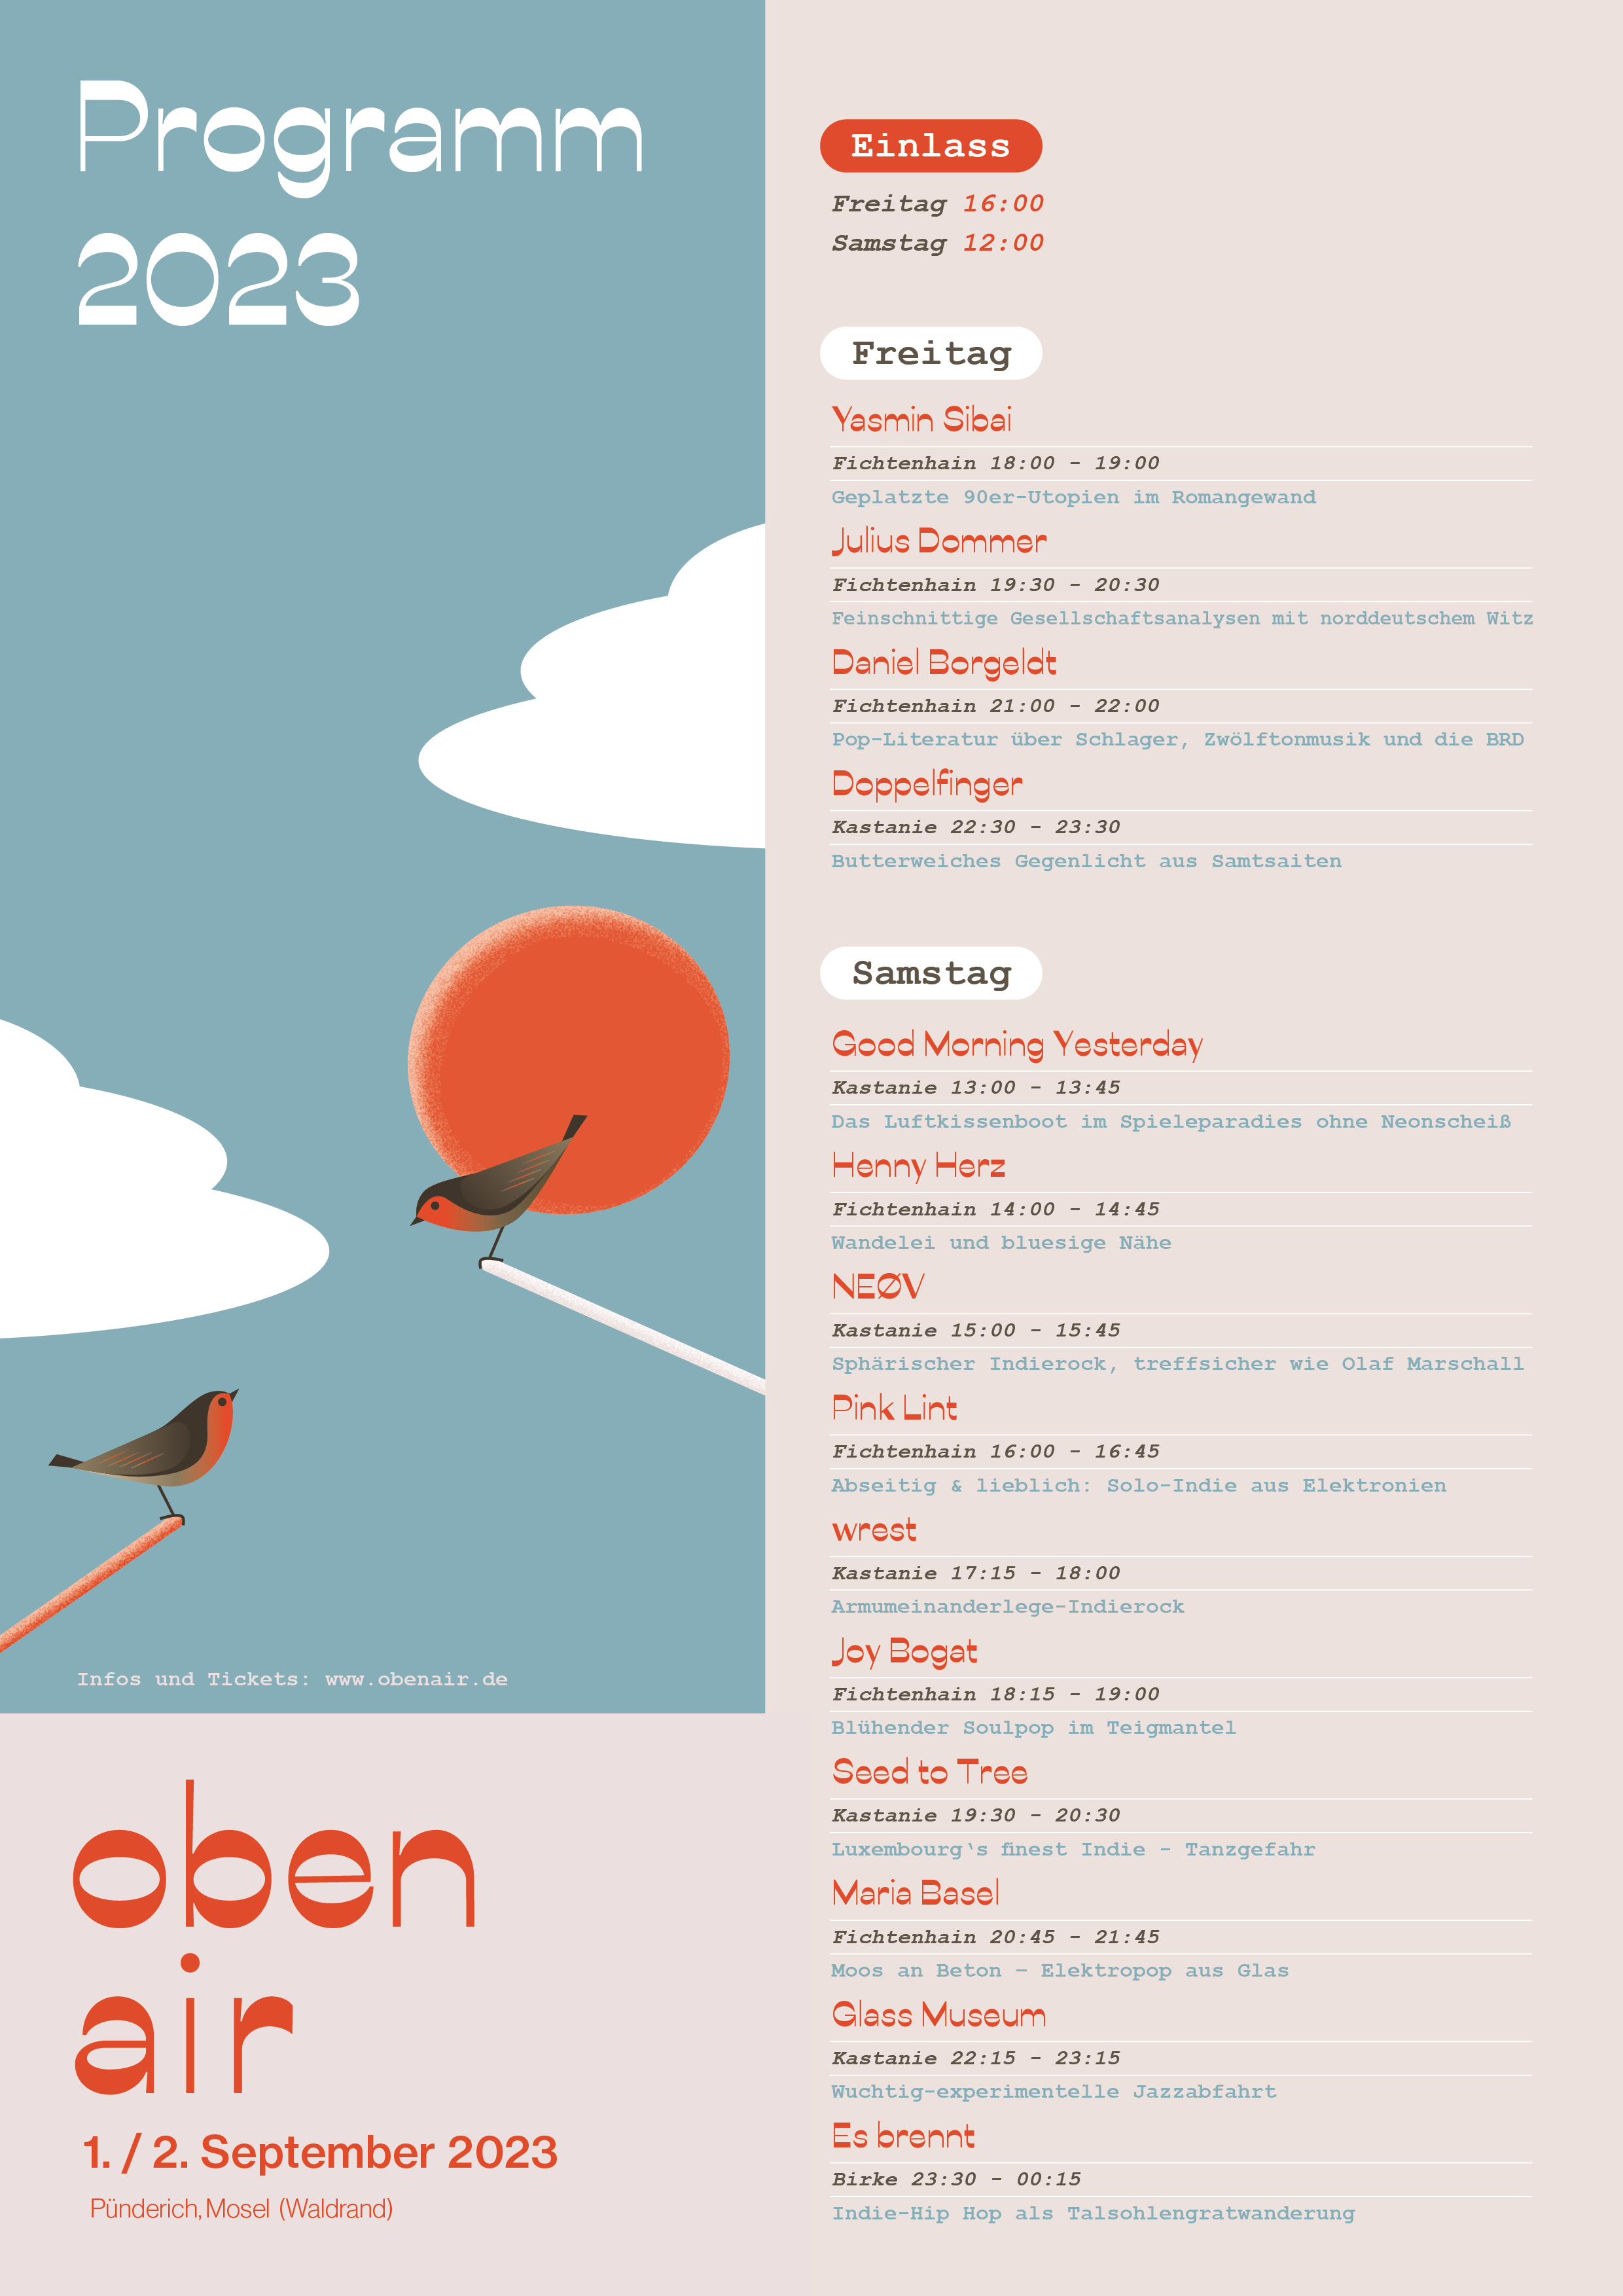 Programm
2023
Infos und Tickets: www.obenair.de
oben
air
1. / 2. September 2023
Pünderich, Mosel (Waldrand)
Einlass
Freitag 16:00
Samstag 12:00
Freitag
Yasmin Sibai
Fichtenhain 18:00 - 19:00
Geplatzte 90er-Utopien im Romangewand
Julius Dommer
Fichtenhain 19:30 - 20:30
Feinschnittige Gesellschaftsanalysen mit norddeutschem Witz
Daniel Borgeldt
Fichtenhain 21:00 - 22:00
Pop-Literatur über Schlager, Zwölftonmusik und die BRD
Doppelfinger
Kastanie 22:30 - 23:30
Butterweiches Gegenlicht aus Samtsaiten
Samstag
Good Morning Yesterday
Kastanie 13:00 - 13:45
Das Luftkissenboot im Spieleparadies ohne Neonscheiß
Henny Herz
Fichtenhain 14:00 - 14:45
Wandelei und bluesige Nähe
NEØV
Kastanie 15:00 - 15:45
Sphärischer Indierock, treffsicher wie Olaf Marschall
Pink Lint
Fichtenhain 16:00 - 16:45
Abseitig & lieblich: Solo-Indie aus Elektronien
wrest
Kastanie 17:15 - 18:00
Armumeinanderlege-Indierock
Joy Bogat
Fichtenhain 18:15 - 19:00
Blühender Soulpop im Teigmantel
Seed to Tree
Kastanie 19:30 - 20:30
Luxembourg‘s finest Indie - Tanzgefahr
Maria Basel
Fichtenhain 20:45 - 21:45
Moos an Beton – Elektropop aus Glas
Glass Museum
Kastanie 22:15 - 23:15
Wuchtig-experimentelle Jazzabfahrt
Es brennt
Birke 23:30 - 00:15
Indie-Hip Hop als Talsohlengratwanderung